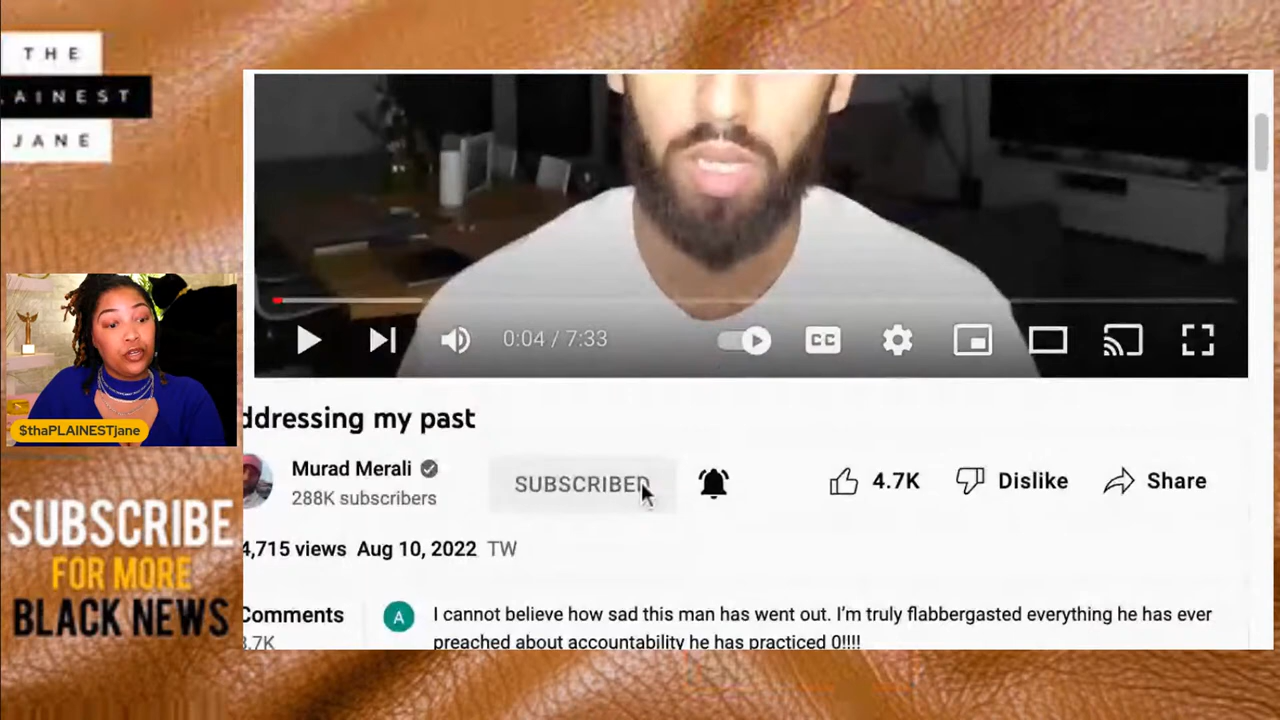 THE
LAINEST
JANE
0:04 / 7:33
CC
ddressing my past
Murad Merali
288K subscribers
SUBSCRIBED
4.7K
Dislike
Share
4,715 views Aug 10, 2022 TW
Comments
.7K
A
I cannot believe how sad this man has went out. I'm truly flabbergasted everything he has ever
preached about accountability he has practiced 0!!!!
$thaPLAINESTjane
SUBSCRIBE
FOR MORE
BLACK NEWS